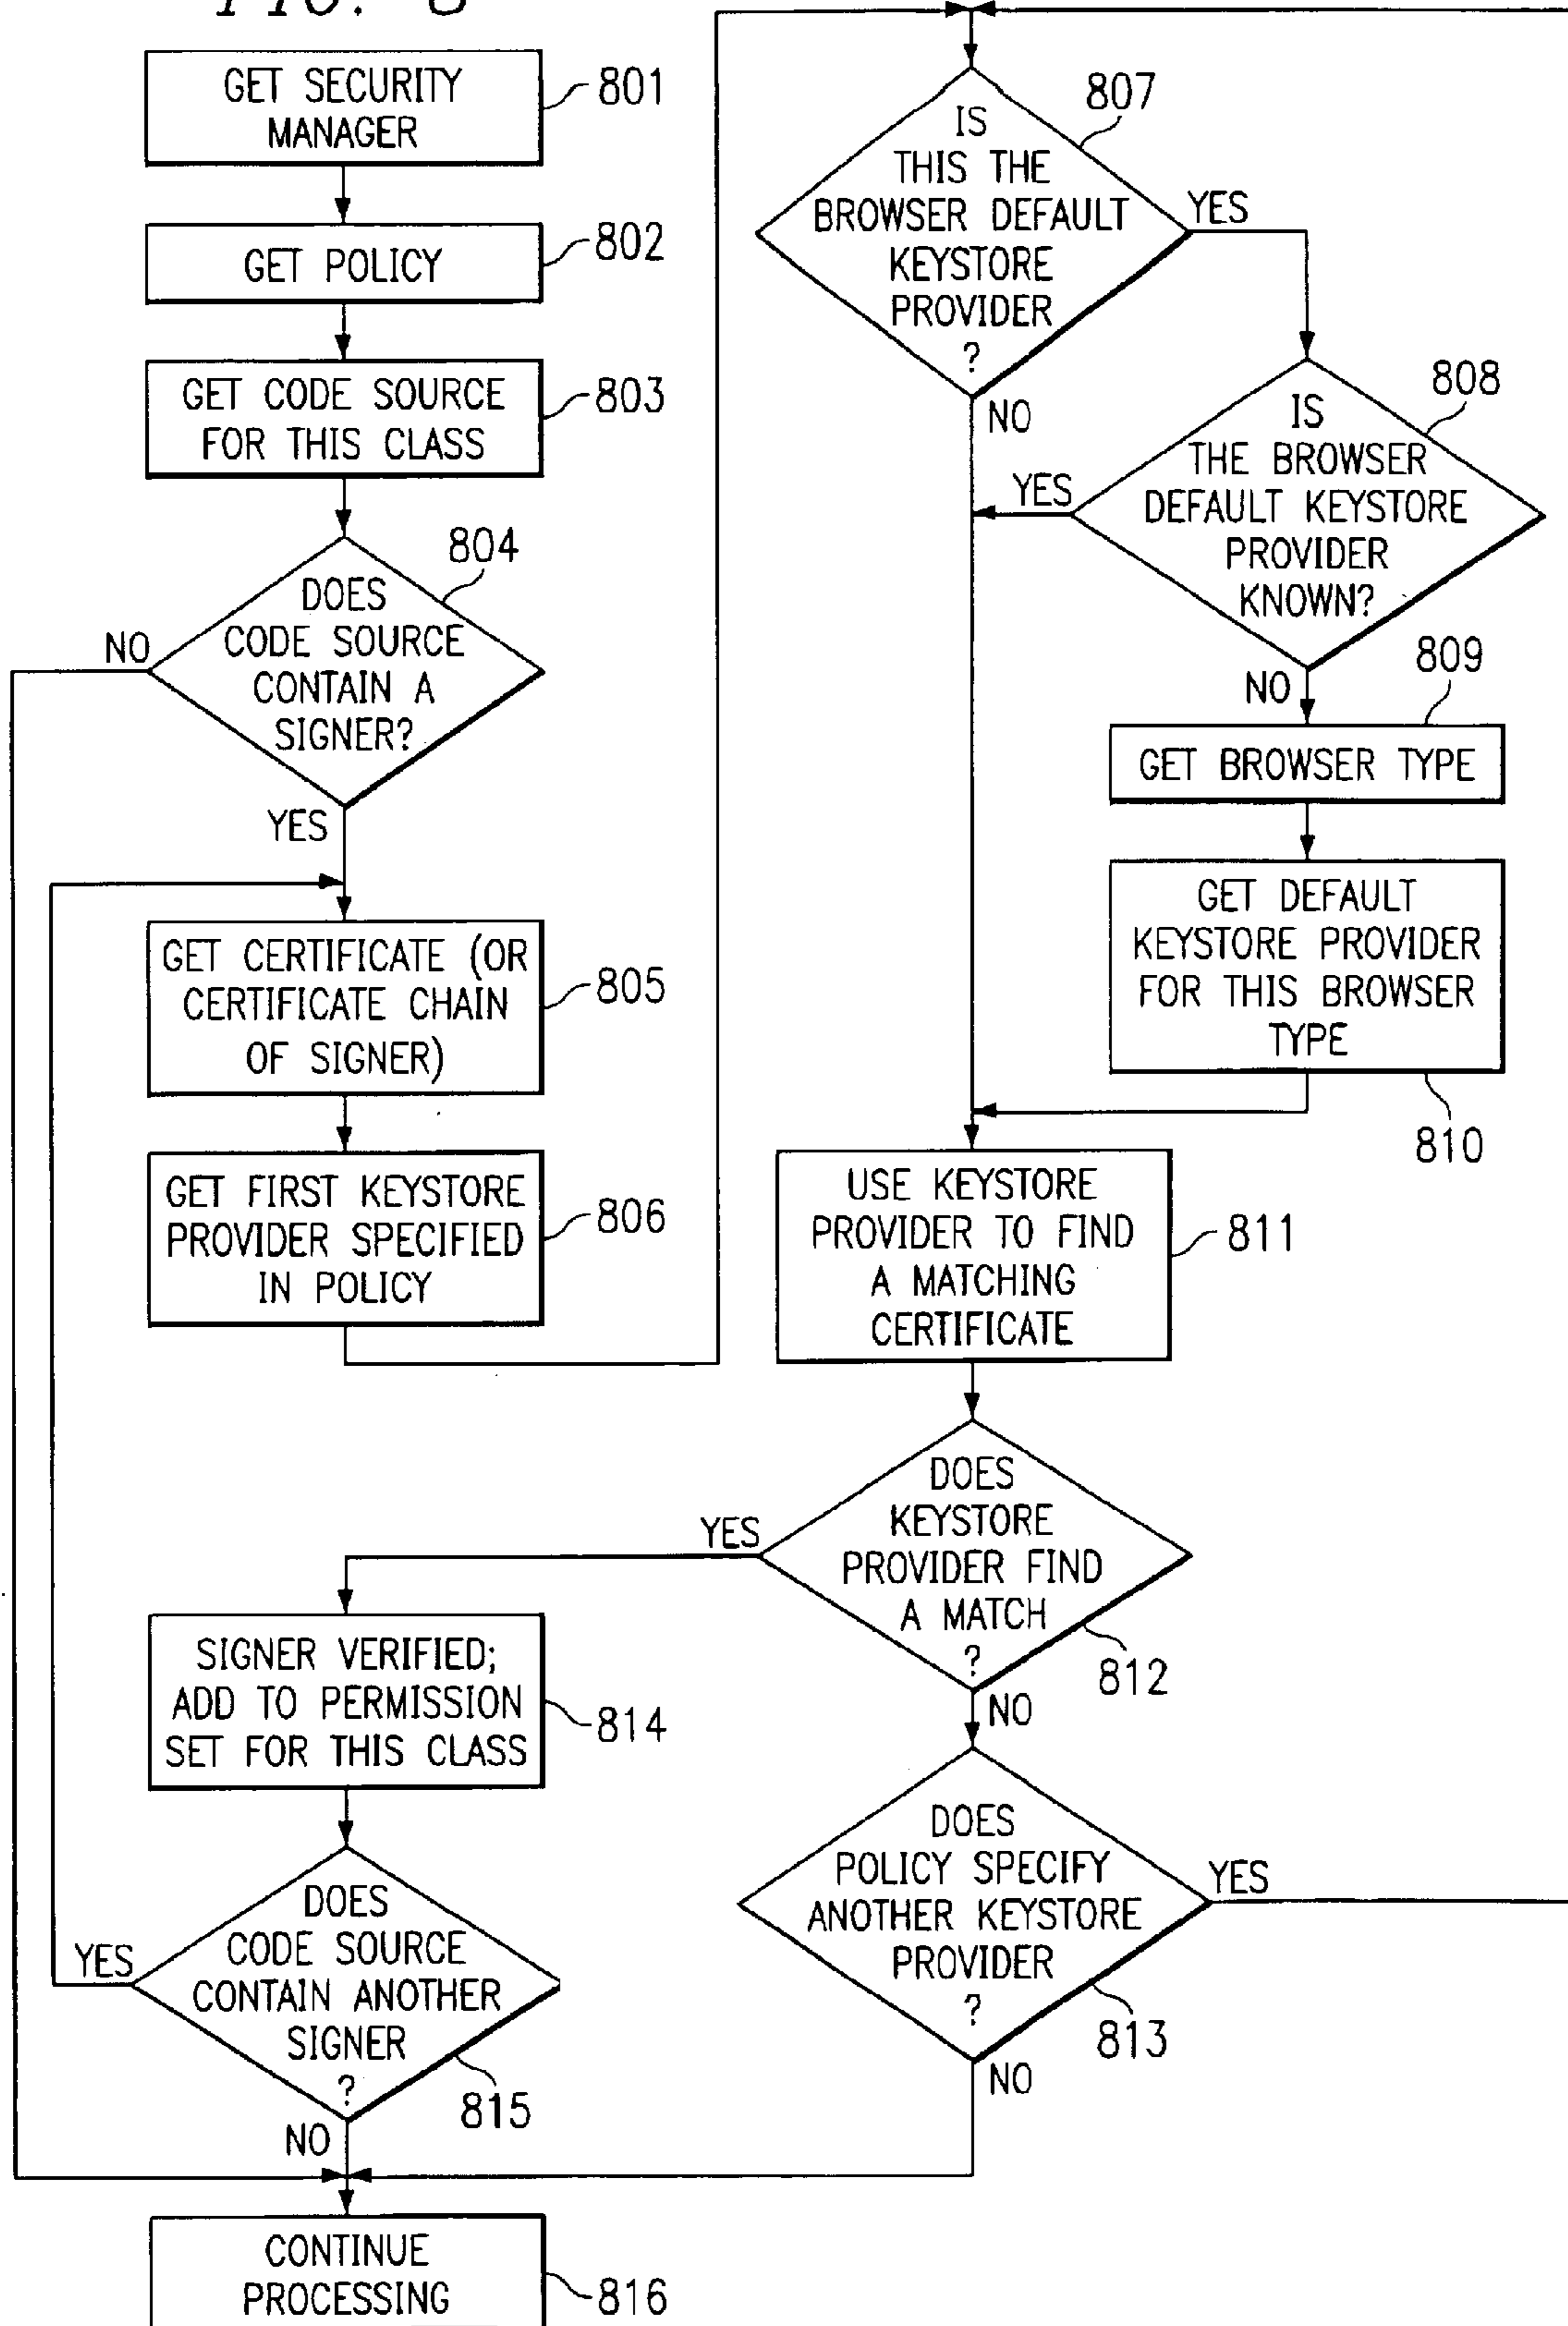 FIG. 8
GET SECURITY
MANAGER
801
GET POLICY
802
GET CODE SOURCE
FOR THIS CLASS
803
804
DOES
CODE SOURCE
CONTAIN A
SIGNER?
NO
YES
GET CERTIFICATE (OR
CERTIFICATE CHAIN
OF SIGNER)
805
GET FIRST KEYSTORE
PROVIDER SPECIFIED
IN POLICY
806
807
IS
THIS THE
BROWSER DEFAULT
KEYSTORE
PROVIDER
?
YES
NO
808
IS
THE BROWSER
DEFAULT KEYSTORE
PROVIDER
KNOWN?
YES
NO
809
GET BROWSER TYPE
GET DEFAULT
KEYSTORE PROVIDER
FOR THIS BROWSER
TYPE
810
USE KEYSTORE
PROVIDER TO FIND
A MATCHING
CERTIFICATE
811
DOES
KEYSTORE
PROVIDER FIND
A MATCH
?
YES
812
NO
SIGNER VERIFIED;
ADD TO PERMISSION
SET FOR THIS CLASS
814
DOES
POLICY SPECIFY
ANOTHER KEYSTORE
PROVIDER
?
YES
813
NO
DOES
CODE SOURCE
CONTAIN ANOTHER
SIGNER
?
YES
815
NO
CONTINUE
PROCESSING
816